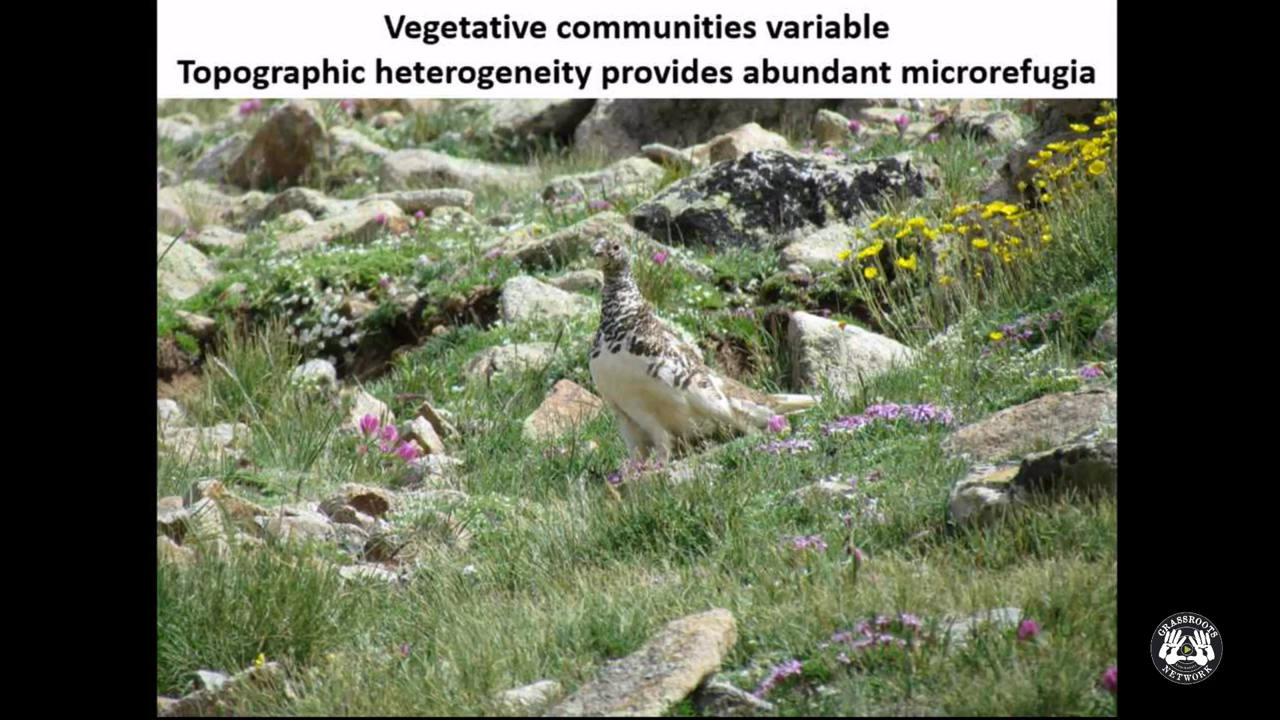 Vegetative communities variable
Topographic heterogeneity provides abundant microrefugia
GRASSROOTS
NETWORK